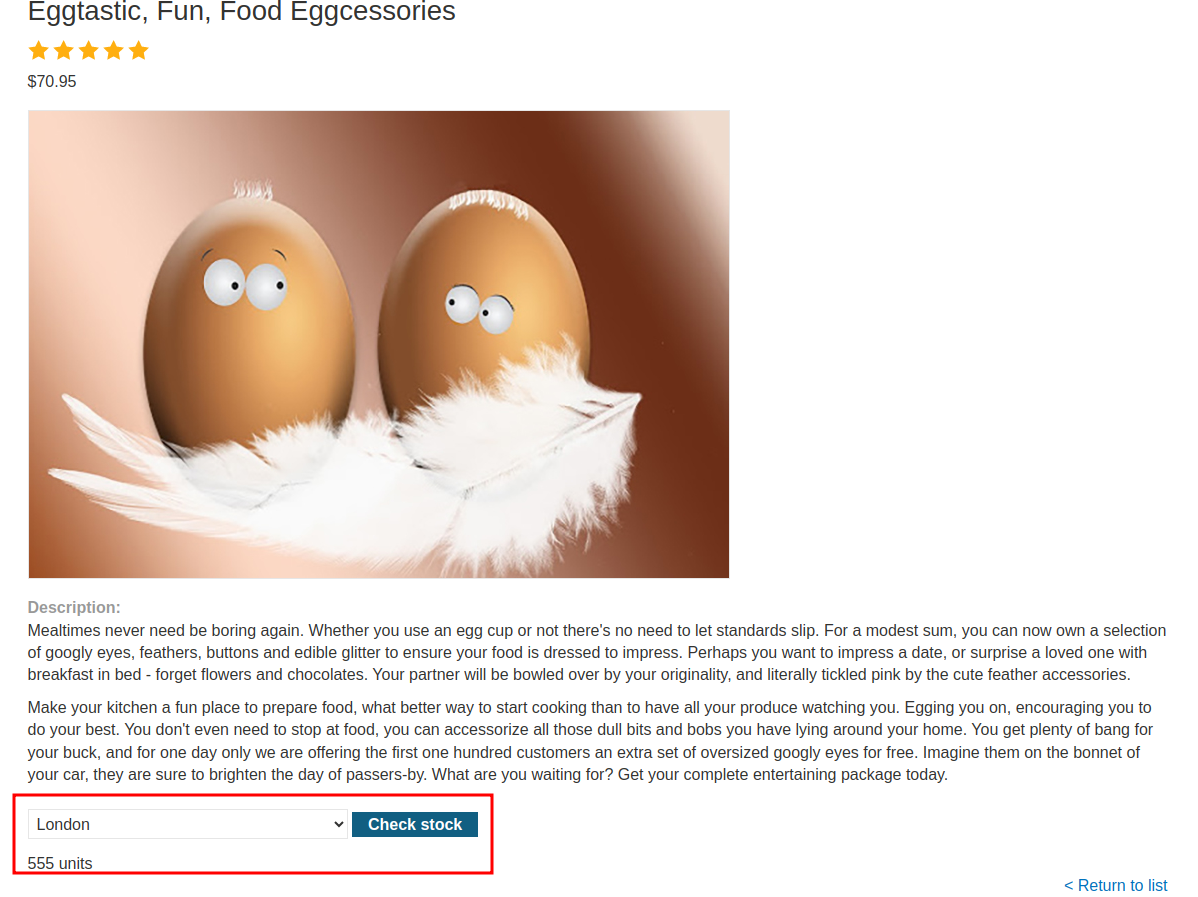 Eggtastic, Fun, Food Eggcessories
$70.95
Description:
Mealtimes never need be boring again. Whether you use an egg cup or not there's no need to let standards slip. For a modest sum, you can now own a selection
of googly eyes, feathers, buttons and edible glitter to ensure your food is dressed to impress. Perhaps you want to impress a date, or surprise a loved one with
breakfast in bed - forget flowers and chocolates. Your partner will be bowled over by your originality, and literally tickled pink by the cute feather accessories.
Make your kitchen a fun place to prepare food, what better way to start cooking than to have all your produce watching you. Egging you on, encouraging you to
do your best. You don't even need to stop at food, you can accessorize all those dull bits and bobs you have lying around your home. You get plenty of bang for
your buck, and for one day only we are offering the first one hundred customers an extra set of oversized googly eyes for free. Imagine them on the bonnet of
your car, they are sure to brighten the day of passers-by. What are you waiting for? Get your complete entertaining package today.
London Check stock
555 units
< Return to list